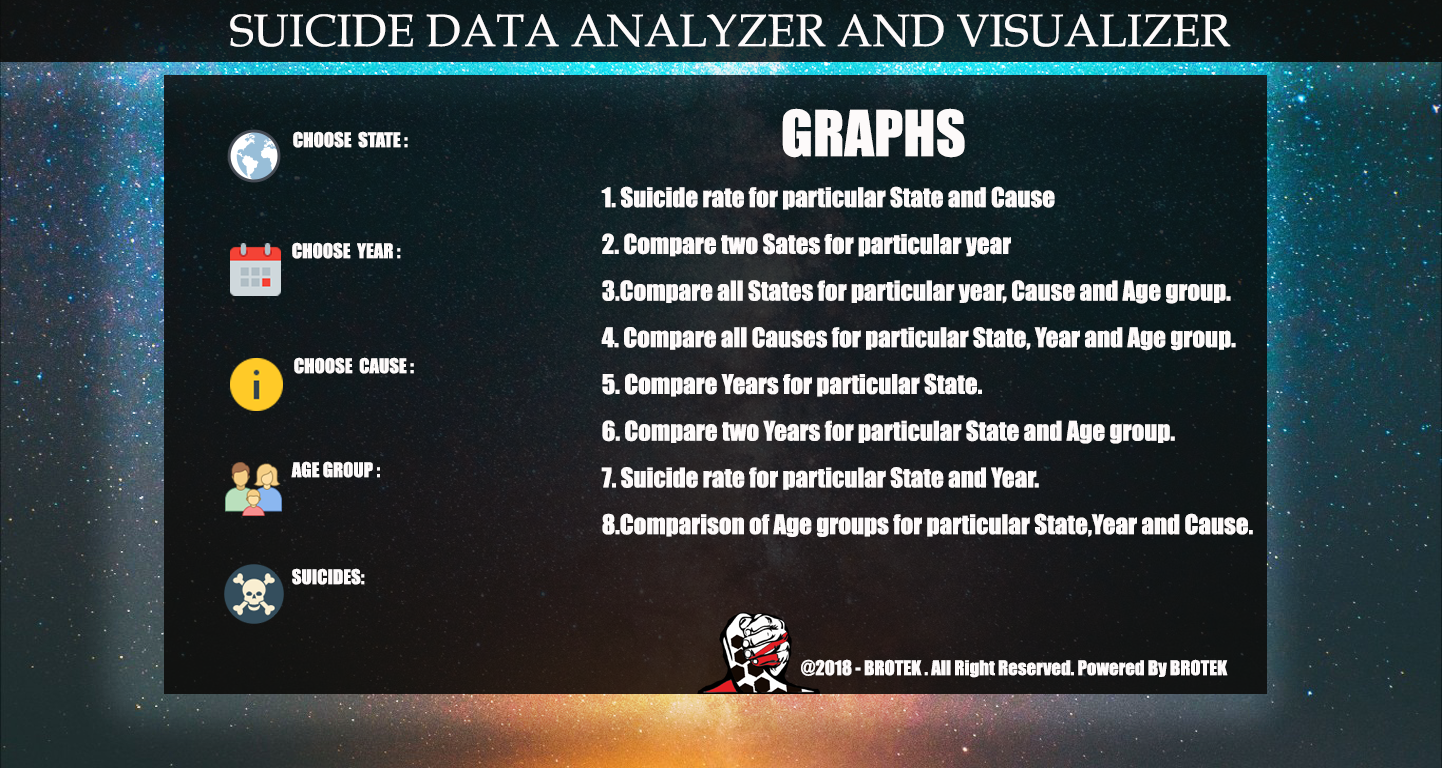 SUICIDE DATA ANALYZER AND VISUALIZER
CHOOSE STATE :
CHOOSE YEAR :
CHOOSE CAUSE :
AGE GROUP :
SUICIDES:
GRAPHS
1. Suicide rate for particular State and Cause
2. Compare two Sates for particular year
3.Compare all States for particular year, Cause and Age group.
4. Compare all Causes for particular State, Year and Age group.
5. Compare Years for particular State.
6. Compare two Years for particular State and Age group.
7. Suicide rate for particular State and Year.
8.Comparison of Age groups for particular State,Year and Cause.
@2018 - BROTEK . All Right Reserved. Powered By BROTEK